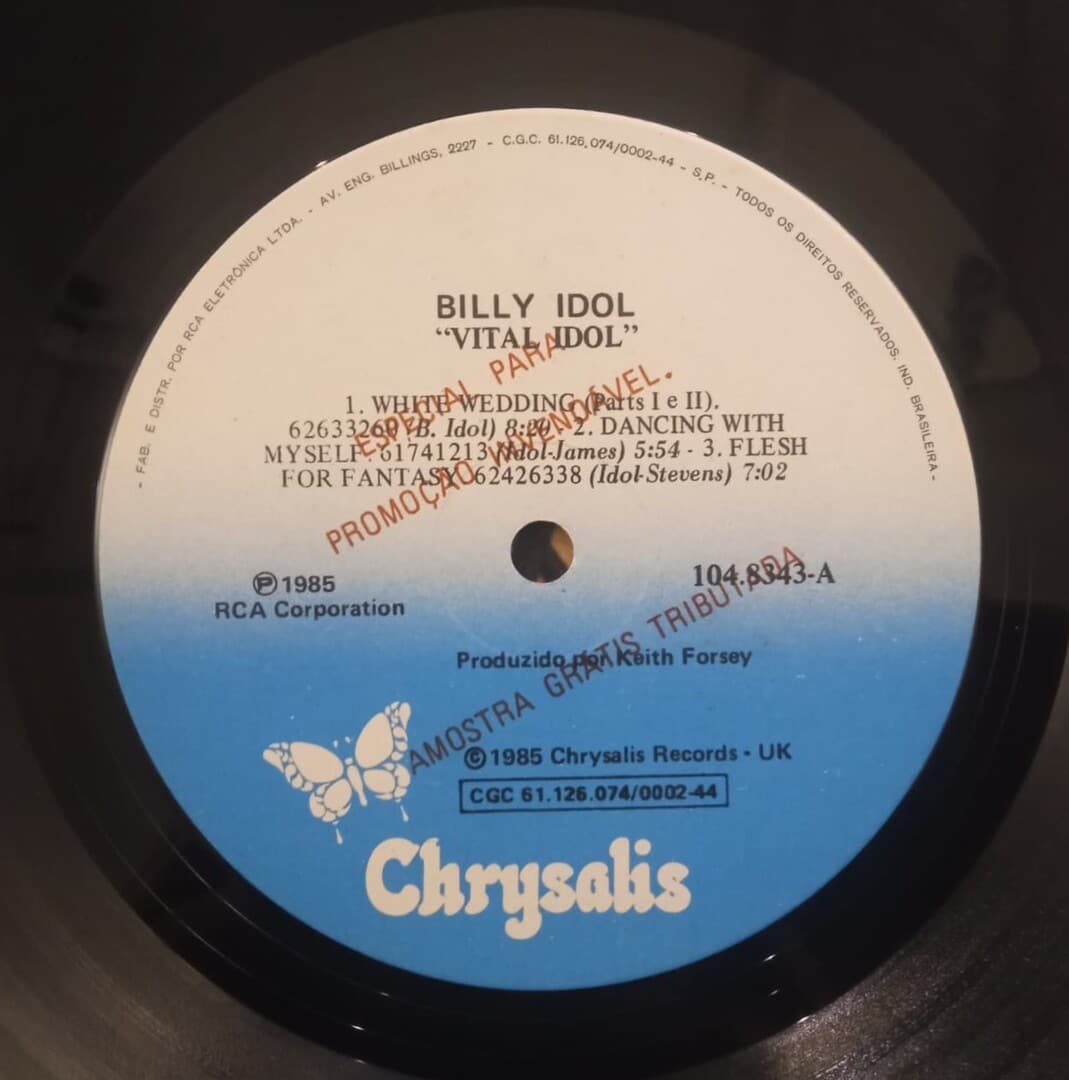 - FAB. E DISTR. POR RCA ELETRÔNICA LTDA. - AV. ENG. BILLINGS, 2227 - C.G.C. 61.126.074/0002-44 - S.P. - TODOS OS DIREITOS RESERVADOS. IND. BRASILEIRA -
BILLY IDOL
“VITAL IDOL”
ESPECIAL PARA
PROMOÇÃO INVENDÁVEL.
1. WHITE WEDDING (Parts I e II).
62633260 (B. Idol) 8:20 - 2. DANCING WITH
MYSELF. 61741213 (Idol-James) 5:54 - 3. FLESH
FOR FANTASY 62426338 (Idol-Stevens) 7:02
Ⓟ 1985
RCA Corporation
104.8343-A
AMOSTRA GRÁTIS TRIBUTADA
Produzido por Keith Forsey
© 1985 Chrysalis Records - UK
CGC 61.126.074/0002-44
Chrysalis